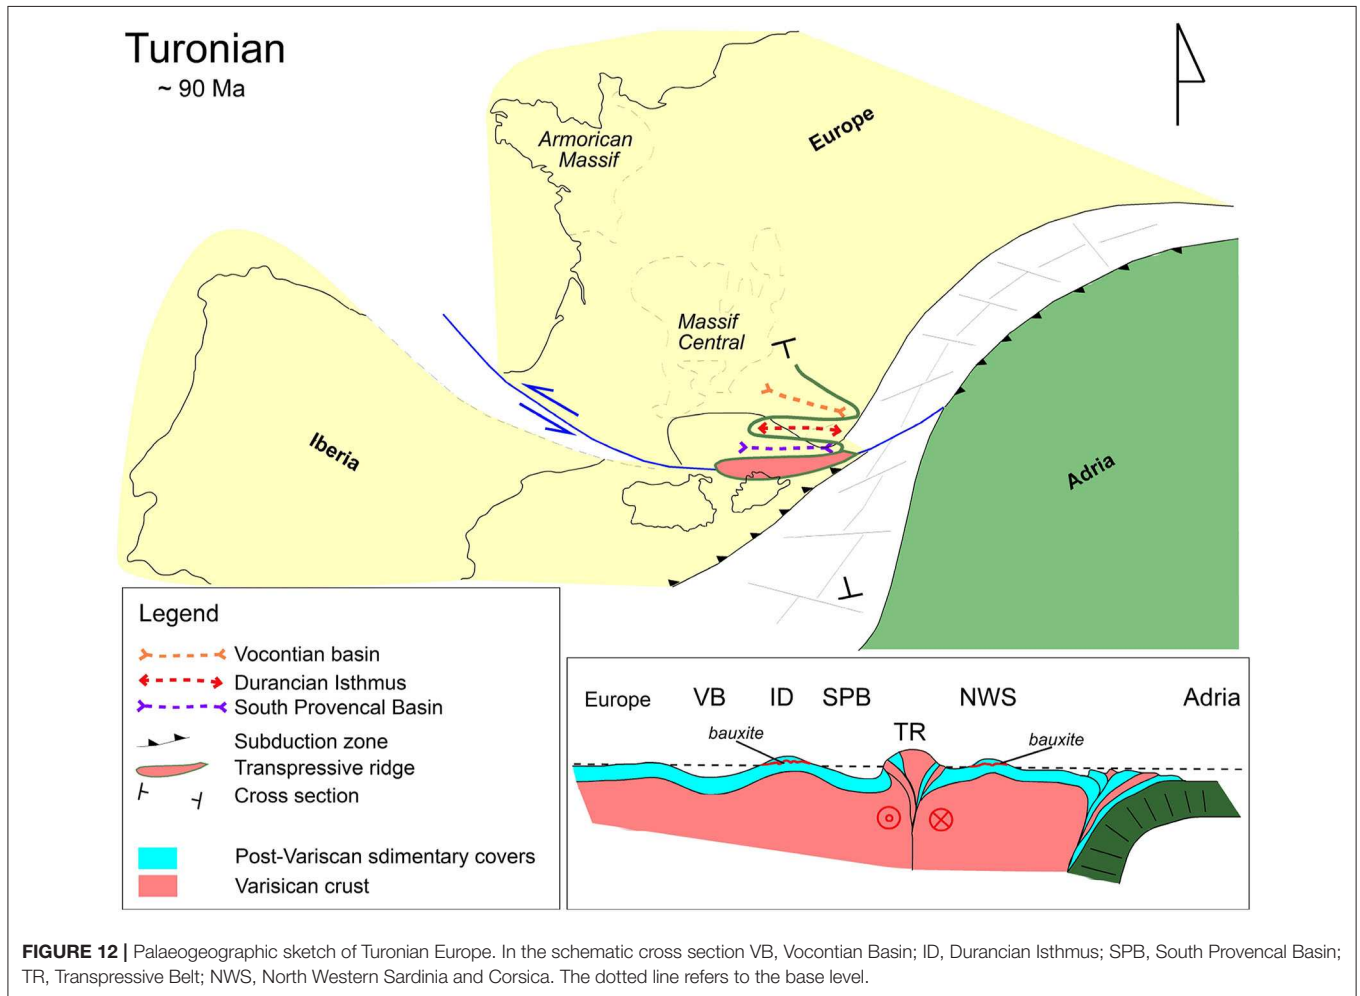 Turonian
~ 90 Ma
Armorican
Massif
Europe
Massif
Central
Iberia
Adria
Legend
Vocontian basin
Durancian Isthmus
South Provencal Basin
Subduction zone
Transpressive ridge
Cross section
Post-Variscan sdimentary covers
Varisican crust
Europe VB ID SPB NWS Adria
TR
bauxite
bauxite
FIGURE 12 | Palaeogeographic sketch of Turonian Europe. In the schematic cross section VB, Vocontian Basin; ID, Durancian Isthmus; SPB, South Provencal Basin;
TR, Transpressive Belt; NWS, North Western Sardinia and Corsica. The dotted line refers to the base level.